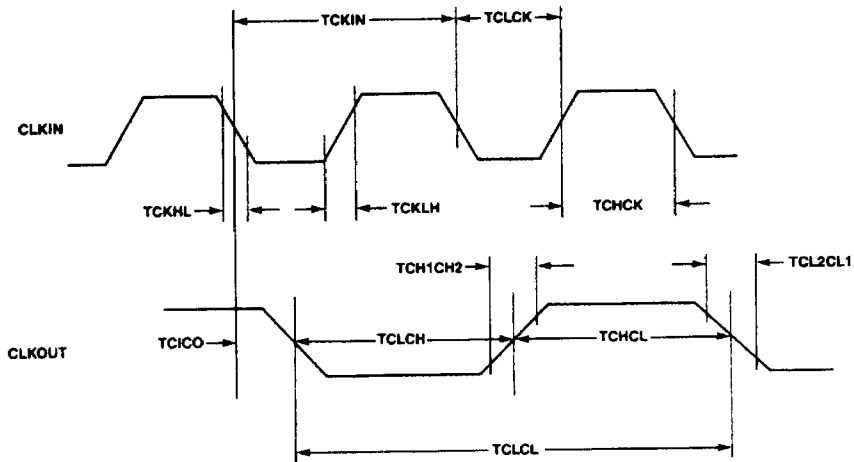 TCKIN
TCLCK
CLKIN
TCKHL
TCKLH
TCHCK
TCH1CH2
TCL2CL1
CLKOUT
TCICO
TCLCH
TCHCL
TCLCL